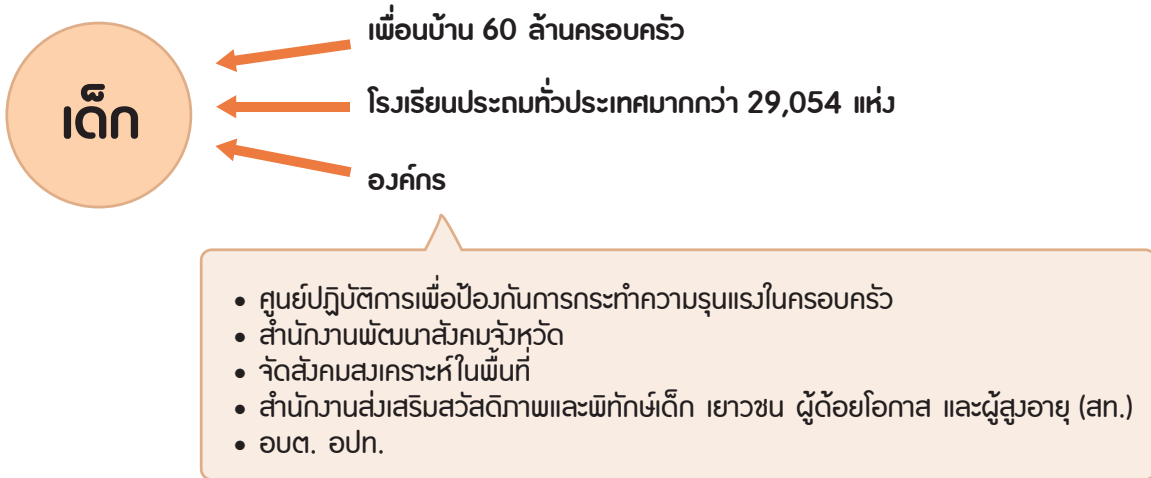 เด็ก
เพื่อนบ้าน 60 ล้านครอบครัว
โรงเรียนประถมทั่วประเทศมากกว่า 29,054 แห่ง
องค์กร
• ศูนย์ปฏิบัติการเพื่อป้องกันการกระทำความรุนแรงในครอบครัว
• สำนักงานพัฒนาสังคมจังหวัด
• จัดสังคมสงเคราะห์ในพื้นที่
• สำนักงานส่งเสริมสวัสดิภาพและพิทักษ์เด็ก เยาวชน ผู้ด้อยโอกาส และผู้สูงอายุ (สท.)
• อบต. อปท.